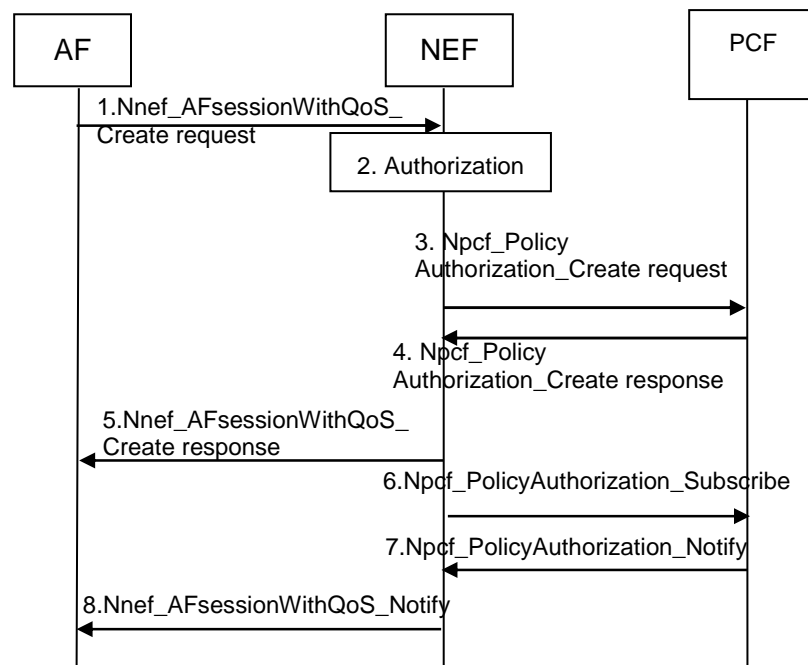 AF
NEF
PCF
1.Nnef_AFsessionWithQoS_
Create request
2. Authorization
3. Npcf_Policy
Authorization_Create request
4. Npcf_Policy
Authorization_Create response
5.Nnef_AFsessionWithQoS_
Create response
6.Npcf_PolicyAuthorization_Subscribe
7.Npcf_PolicyAuthorization_Notify
8.Nnef_AFsessionWithQoS_Notify